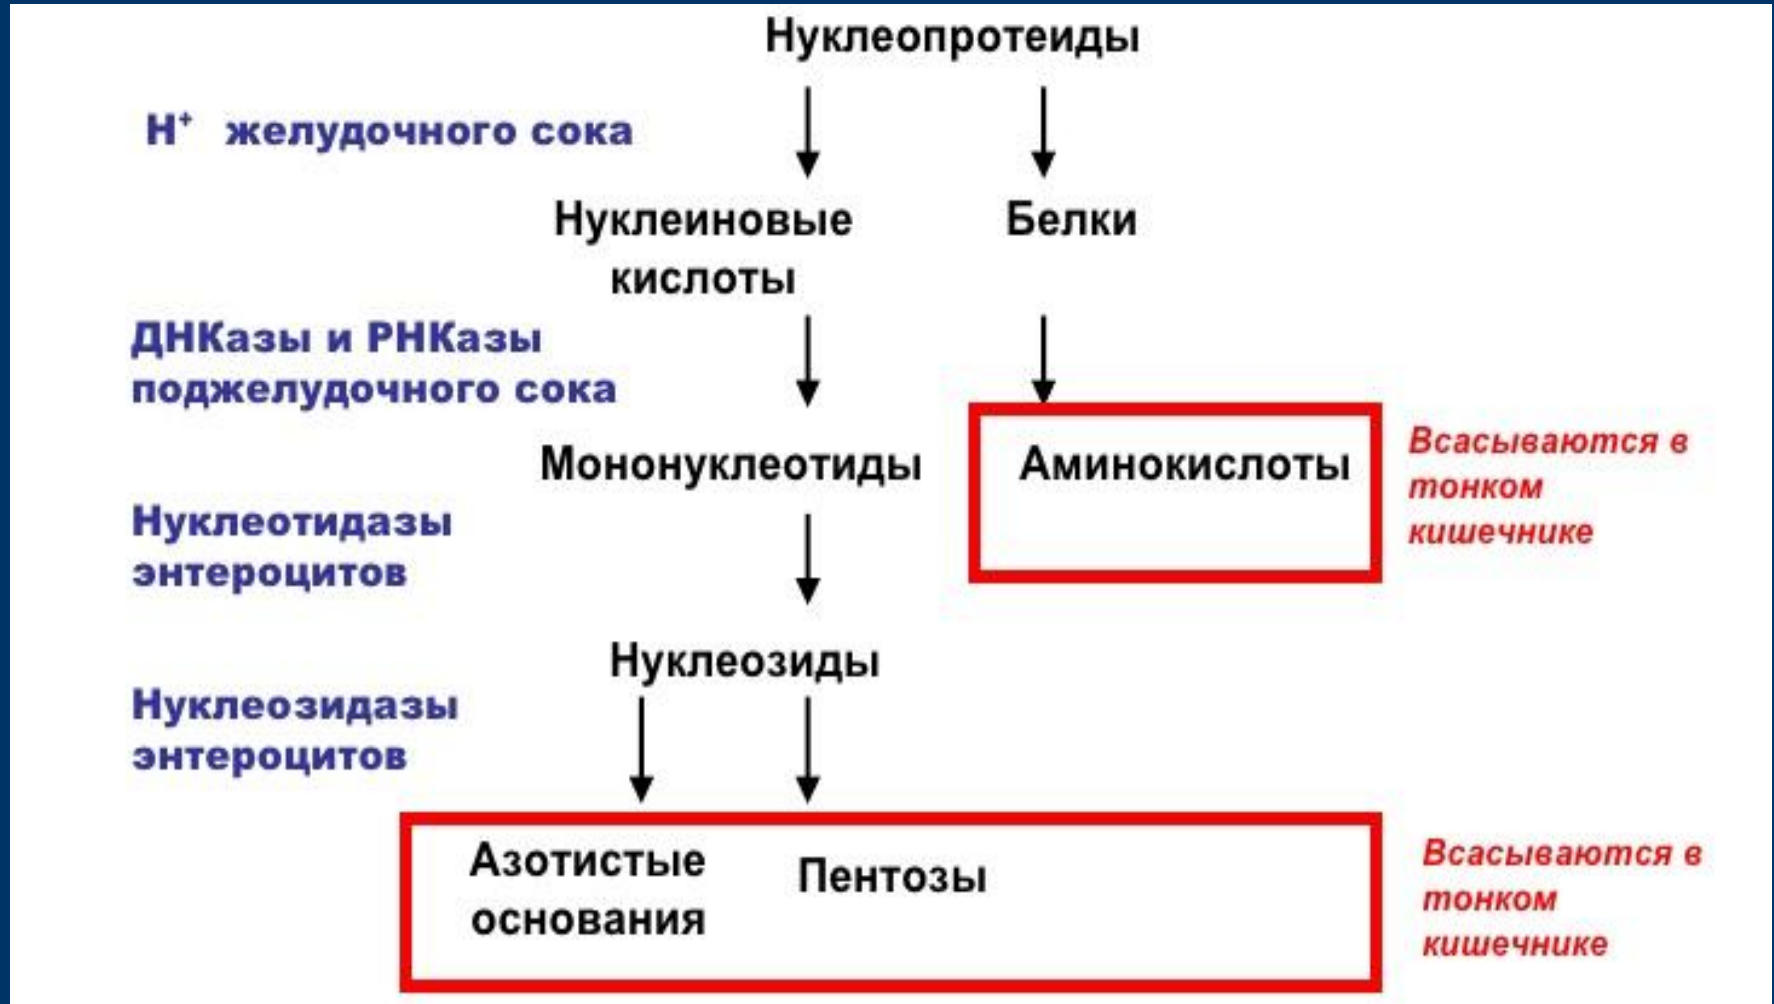 Нуклеопротеиды
H⁺ желудочного сока
Нуклеиновые
кислоты
Белки
ДНКазы и РНКазы
поджелудочного сока
Мононуклеотиды
Аминокислоты
Всасываются в
тонком
кишечнике
Нуклеотидазы
энтероцитов
Нуклеозиды
Нуклеозидазы
энтероцитов
Азотистые
основания
Пентозы
Всасываются в
тонком
кишечнике